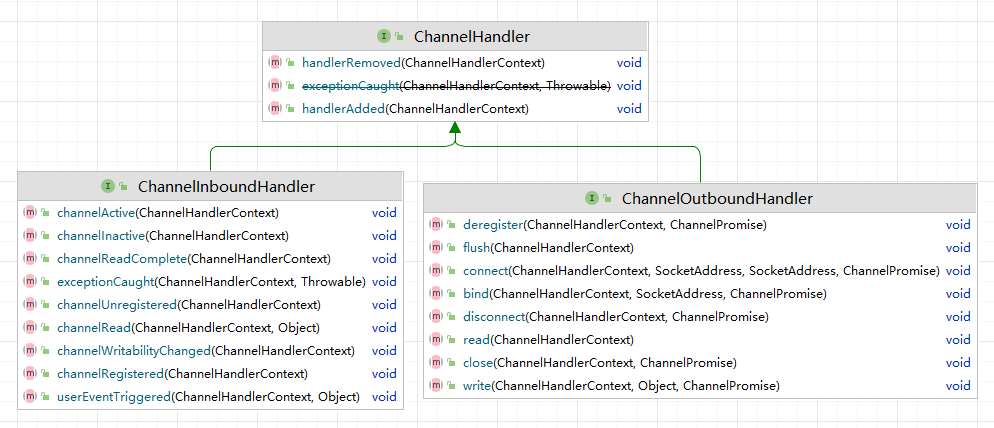 ChannelHandler
handlerRemoved(ChannelHandlerContext) void
exceptionCaught(ChannelHandlerContext, Throwable) void
handlerAdded(ChannelHandlerContext) void
ChannelInboundHandler
channelActive(ChannelHandlerContext) void
channelInactive(ChannelHandlerContext) void
channelReadComplete(ChannelHandlerContext) void
exceptionCaught(ChannelHandlerContext, Throwable) void
channelUnregistered(ChannelHandlerContext) void
channelRead(ChannelHandlerContext, Object) void
channelWritabilityChanged(ChannelHandlerContext) void
channelRegistered(ChannelHandlerContext) void
userEventTriggered(ChannelHandlerContext, Object) void
ChannelOutboundHandler
deregister(ChannelHandlerContext, ChannelPromise) void
flush(ChannelHandlerContext) void
connect(ChannelHandlerContext, SocketAddress, SocketAddress, ChannelPromise) void
bind(ChannelHandlerContext, SocketAddress, ChannelPromise) void
disconnect(ChannelHandlerContext, ChannelPromise) void
read(ChannelHandlerContext) void
close(ChannelHandlerContext, ChannelPromise) void
write(ChannelHandlerContext, Object, ChannelPromise) void